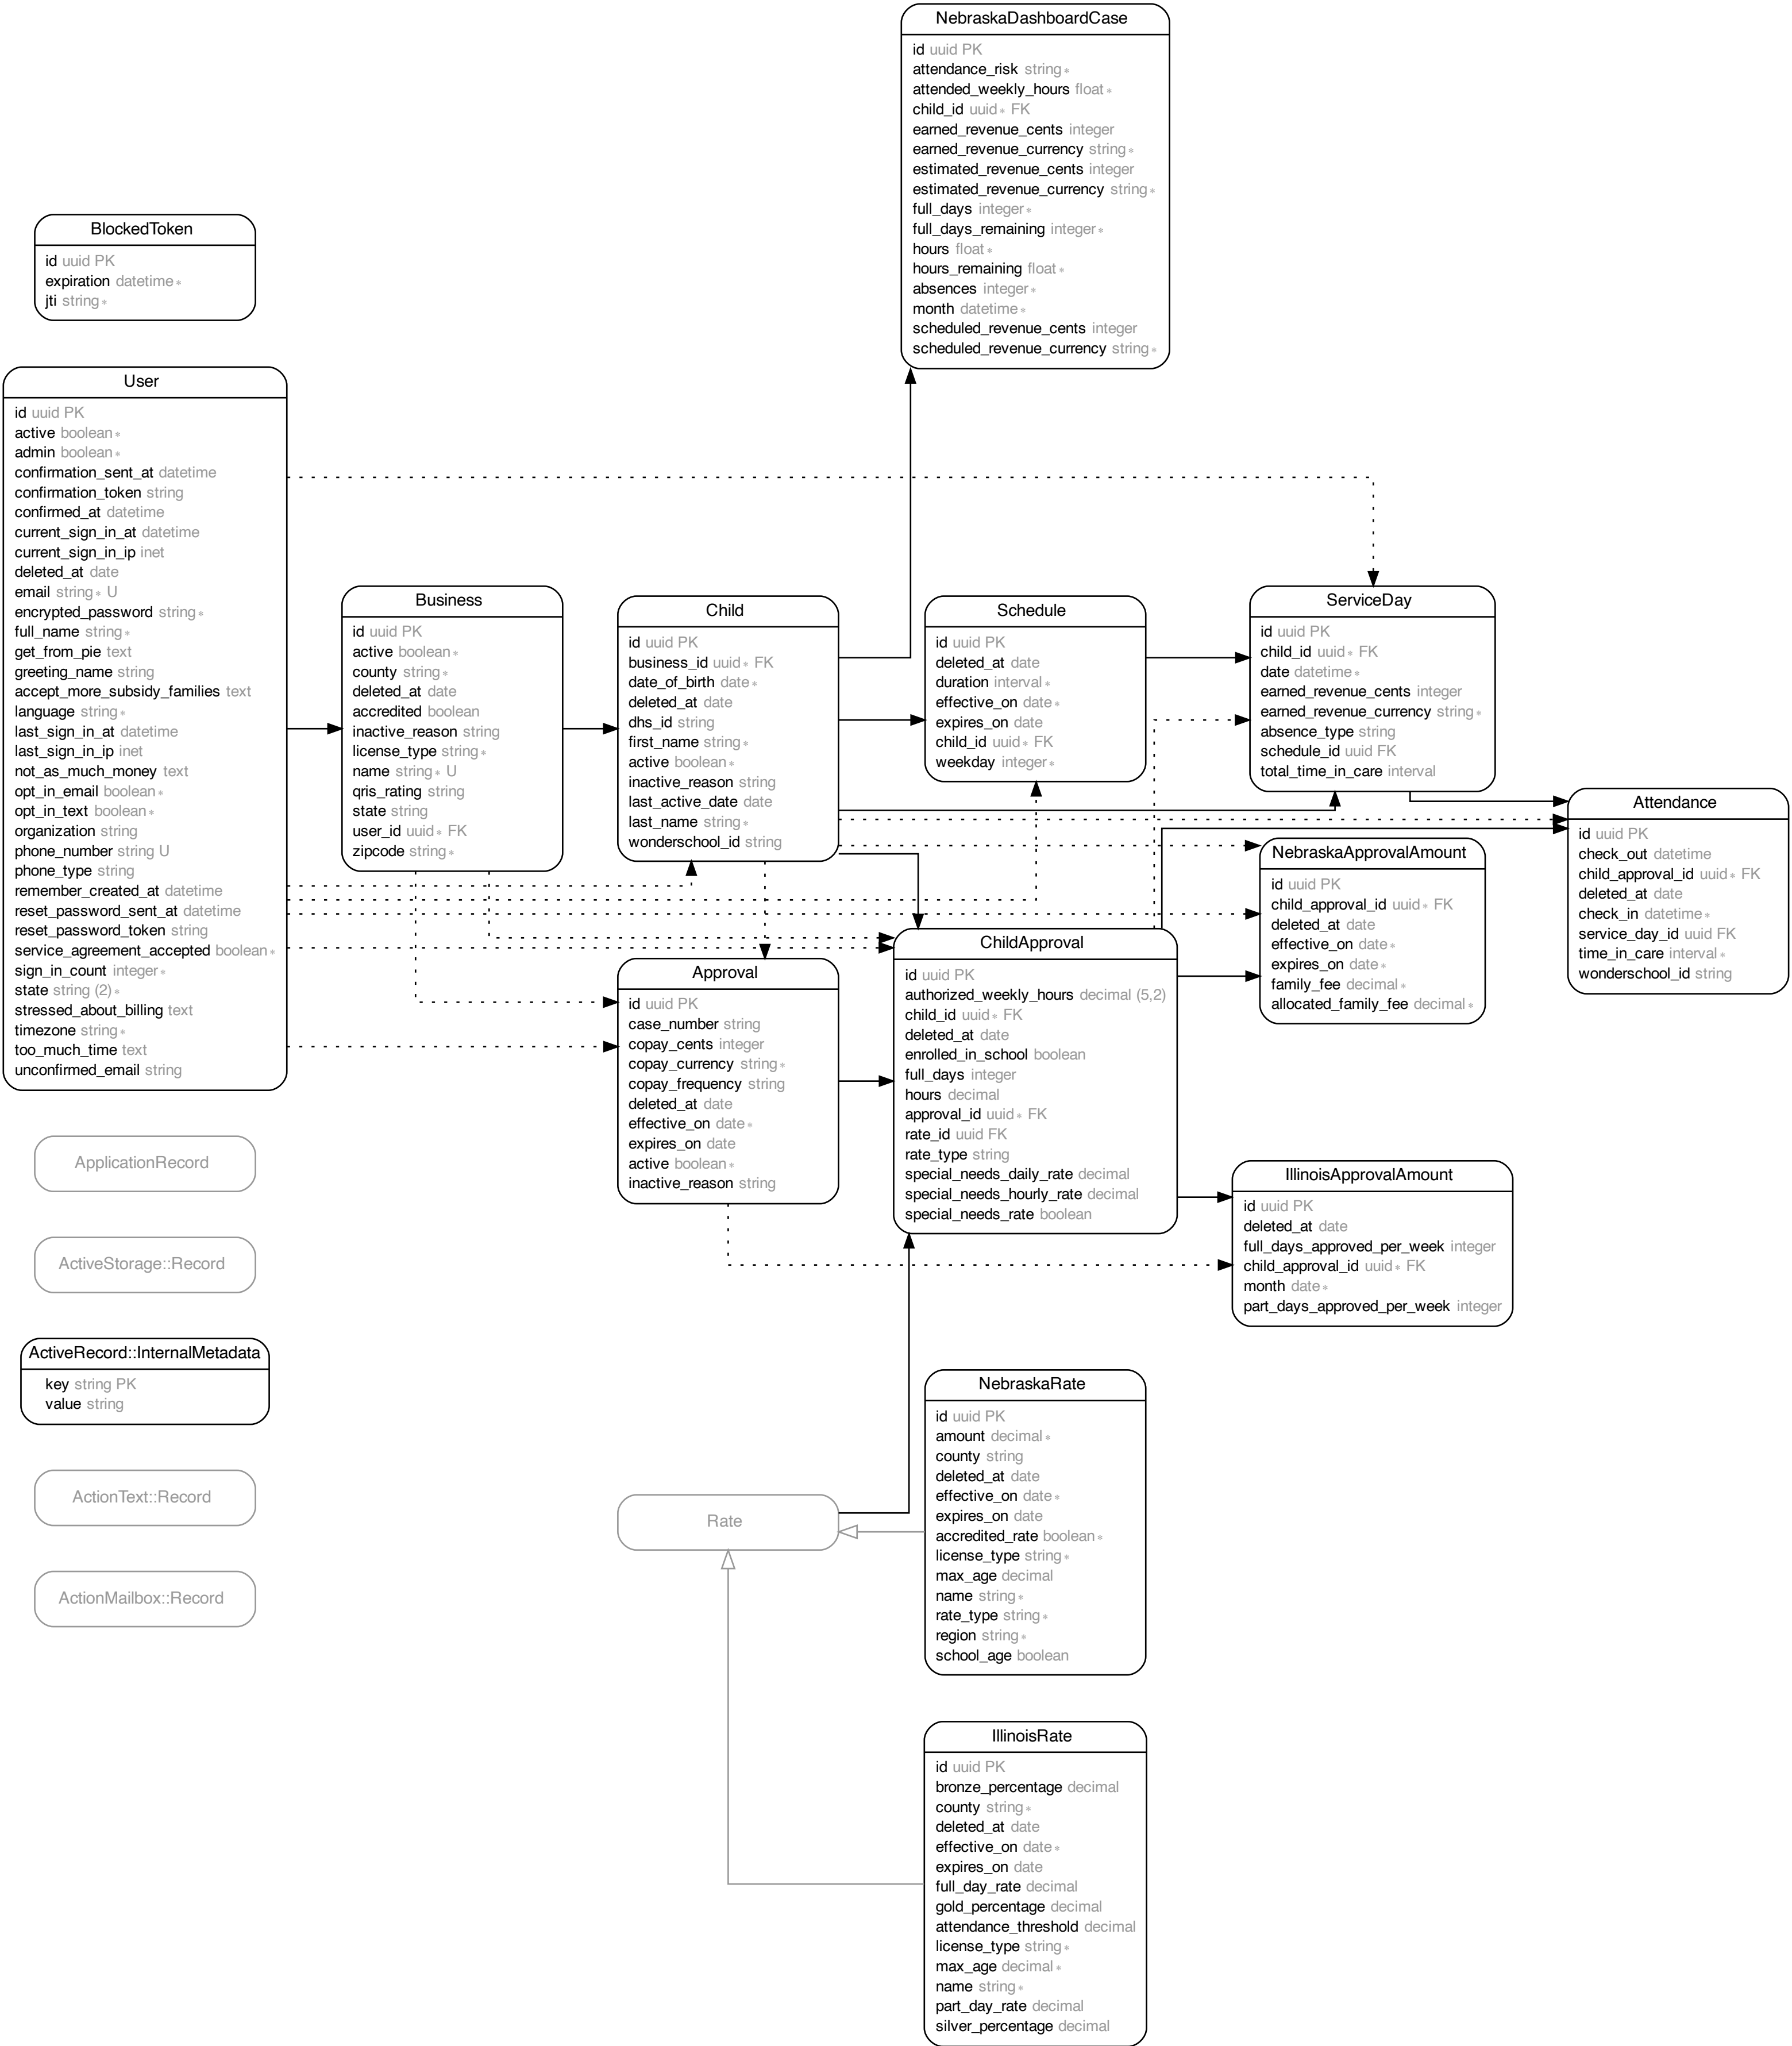 NebraskaDashboardCase
id uuid PK
attendance_risk string ∗
attended_weekly_hours float ∗
child_id uuid ∗ FK
earned_revenue_cents integer
earned_revenue_currency string ∗
estimated_revenue_cents integer
estimated_revenue_currency string ∗
full_days integer ∗
full_days_remaining integer ∗
hours float ∗
hours_remaining float ∗
absences integer ∗
month datetime ∗
scheduled_revenue_cents integer
scheduled_revenue_currency string ∗
BlockedToken
id uuid PK
expiration datetime ∗
jti string ∗
User
id uuid PK
active boolean ∗
admin boolean ∗
confirmation_sent_at datetime
confirmation_token string
confirmed_at datetime
current_sign_in_at datetime
current_sign_in_ip inet
deleted_at date
email string ∗ U
encrypted_password string ∗
full_name string ∗
get_from_pie text
greeting_name string
accept_more_subsidy_families text
language string ∗
last_sign_in_at datetime
last_sign_in_ip inet
not_as_much_money text
opt_in_email boolean ∗
opt_in_text boolean ∗
organization string
phone_number string U
phone_type string
remember_created_at datetime
reset_password_sent_at datetime
reset_password_token string
service_agreement_accepted boolean ∗
sign_in_count integer ∗
state string (2) ∗
stressed_about_billing text
timezone string ∗
too_much_time text
unconfirmed_email string
Business
id uuid PK
active boolean ∗
county string ∗
deleted_at date
accredited boolean
inactive_reason string
license_type string ∗
name string ∗ U
qris_rating string
state string
user_id uuid ∗ FK
zipcode string ∗
Child
id uuid PK
business_id uuid ∗ FK
date_of_birth date ∗
deleted_at date
dhs_id string
first_name string ∗
active boolean ∗
inactive_reason string
last_active_date date
last_name string ∗
wonderschool_id string
Schedule
id uuid PK
deleted_at date
duration interval ∗
effective_on date ∗
expires_on date
child_id uuid ∗ FK
weekday integer ∗
ServiceDay
id uuid PK
child_id uuid ∗ FK
date datetime ∗
earned_revenue_cents integer
earned_revenue_currency string ∗
absence_type string
schedule_id uuid FK
total_time_in_care interval
Attendance
id uuid PK
check_out datetime
child_approval_id uuid ∗ FK
deleted_at date
check_in datetime ∗
service_day_id uuid FK
time_in_care interval ∗
wonderschool_id string
NebraskaApprovalAmount
id uuid PK
child_approval_id uuid ∗ FK
deleted_at date
effective_on date ∗
expires_on date ∗
family_fee decimal ∗
allocated_family_fee decimal ∗
Approval
id uuid PK
case_number string
copay_cents integer
copay_currency string ∗
copay_frequency string
deleted_at date
effective_on date ∗
expires_on date
active boolean ∗
inactive_reason string
ChildApproval
id uuid PK
authorized_weekly_hours decimal (5,2)
child_id uuid ∗ FK
deleted_at date
enrolled_in_school boolean
full_days integer
hours decimal
approval_id uuid ∗ FK
rate_id uuid FK
rate_type string
special_needs_daily_rate decimal
special_needs_hourly_rate decimal
special_needs_rate boolean
IllinoisApprovalAmount
id uuid PK
deleted_at date
full_days_approved_per_week integer
child_approval_id uuid ∗ FK
month date ∗
part_days_approved_per_week integer
ApplicationRecord
ActiveStorage::Record
ActiveRecord::InternalMetadata
key string PK
value string
ActionText::Record
ActionMailbox::Record
Rate
NebraskaRate
id uuid PK
amount decimal ∗
county string
deleted_at date
effective_on date ∗
expires_on date
accredited_rate boolean ∗
license_type string ∗
max_age decimal
name string ∗
rate_type string ∗
region string ∗
school_age boolean
IllinoisRate
id uuid PK
bronze_percentage decimal
county string ∗
deleted_at date
effective_on date ∗
expires_on date
full_day_rate decimal
gold_percentage decimal
attendance_threshold decimal
license_type string ∗
max_age decimal ∗
name string ∗
part_day_rate decimal
silver_percentage decimal